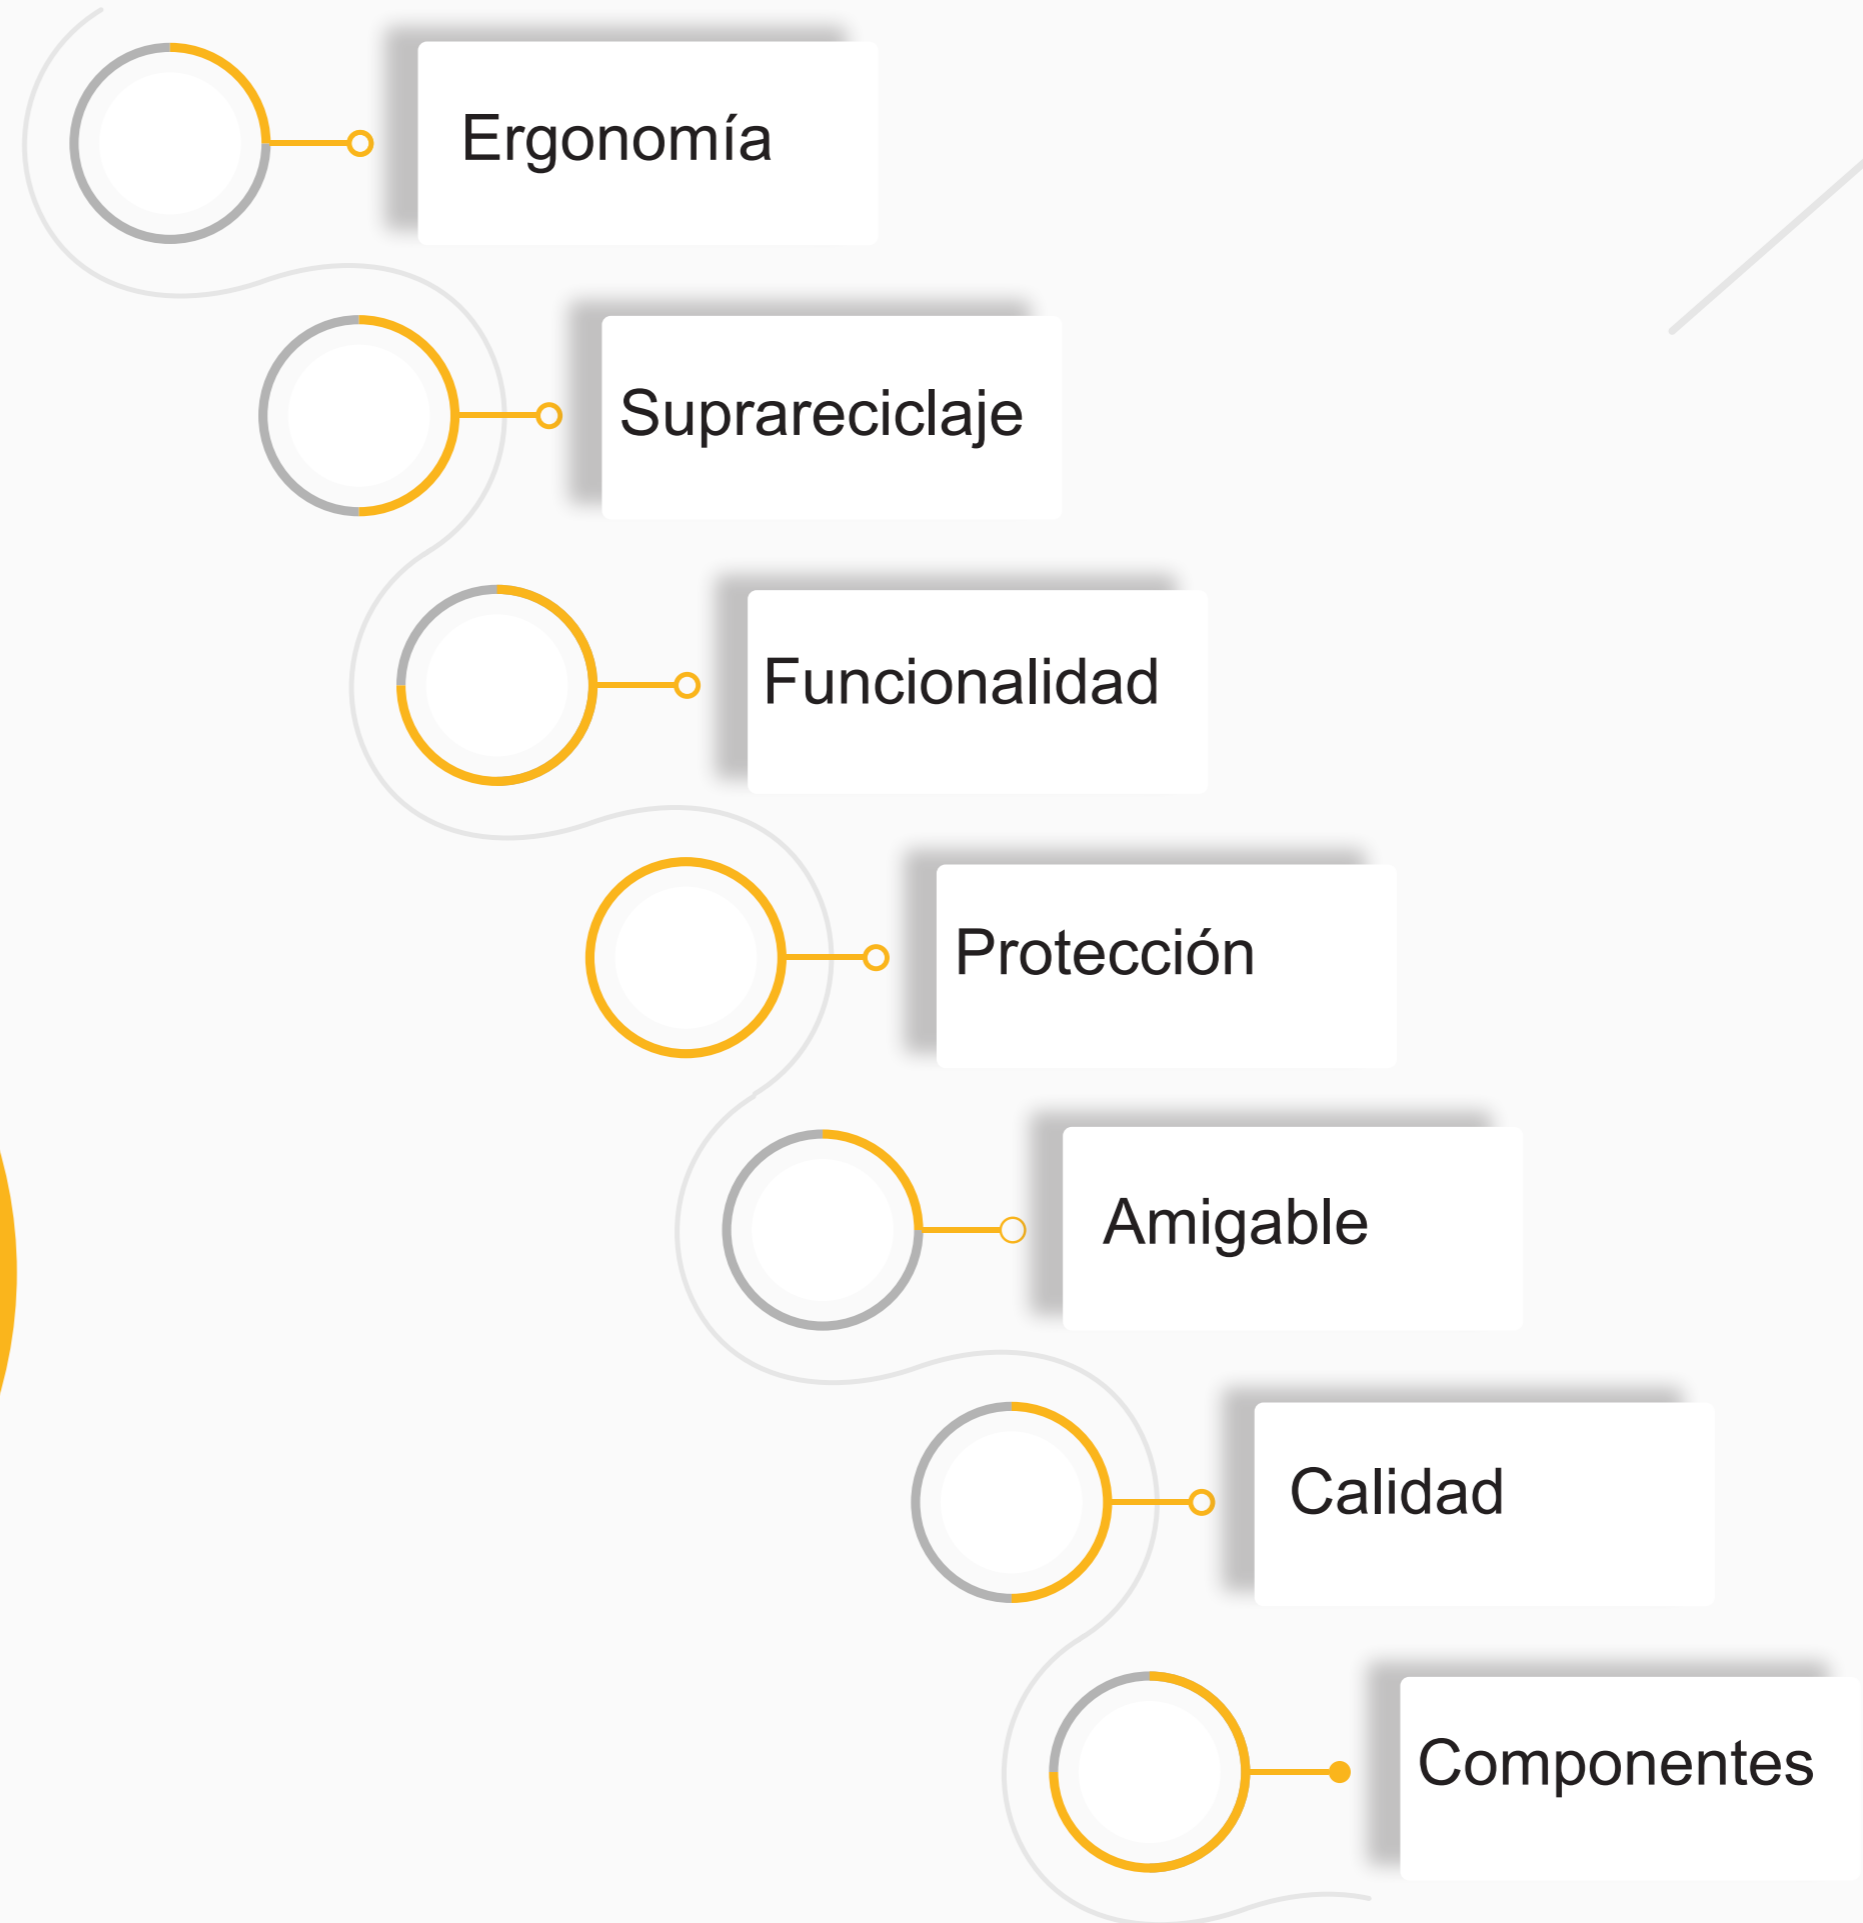 Ergonomía
Suprareciclaje
Funcionalidad
Protección
Amigable
Calidad
Componentes